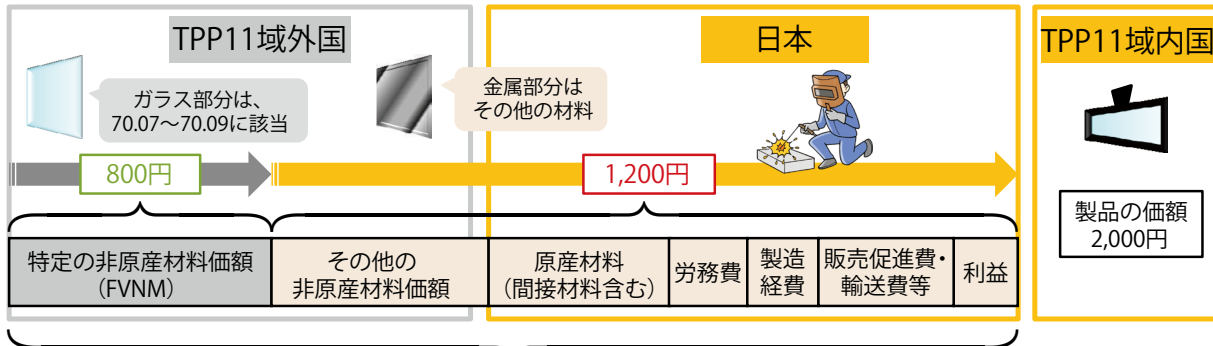 TPP11域外国
日本
TPP11域内国
ガラス部分は、
70.07～70.09に該当
金属部分は
その他の材料
800円
1,200円
製品の価額
2,000円
特定の非原産材料価額
（FVNM）
その他の
非原産材料価額
原産材料
（間接材料含む）
労務費
製造
経費
販売促進費・
輸送費等
利益